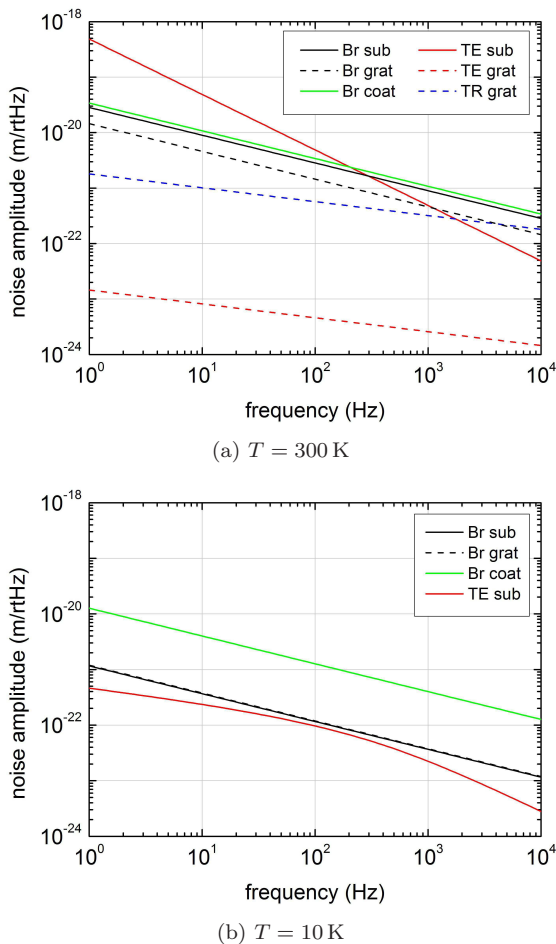 10^-18
10^-20
10^-22
10^-24
noise amplitude (m/rtHz)
Br sub TE sub
Br grat TE grat
Br coat TR grat
10^0 10^1 10^2 10^3 10^4
frequency (Hz)
(a) T = 300 K
10^-18
10^-20
10^-22
10^-24
noise amplitude (m/rtHz)
Br sub
Br grat
Br coat
TE sub
10^0 10^1 10^2 10^3 10^4
frequency (Hz)
(b) T = 10 K